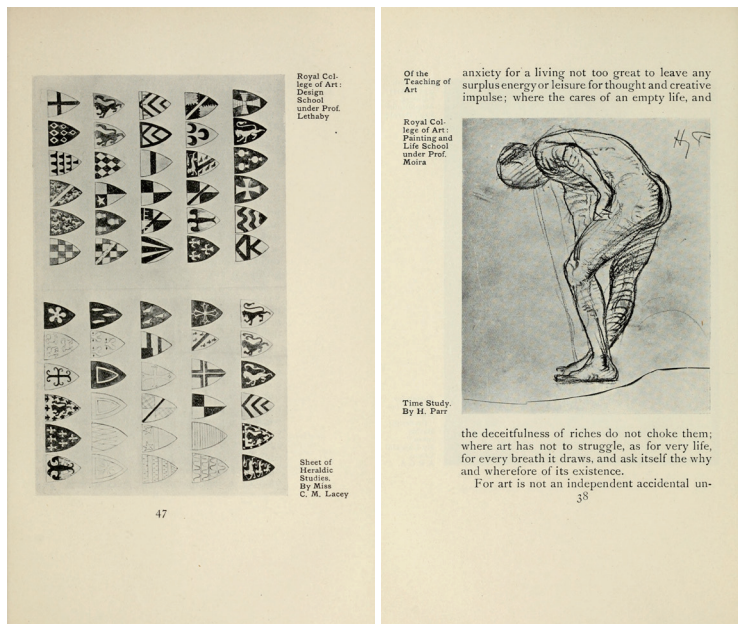 Royal Col-
lege of Art:
Design
School
under Prof.
Lethaby
Sheet of
Heraldic
Studies.
By Miss
C. M. Lacey
47
Of the
Teaching of
Art
anxiety for a living not too great to leave any
surplus energy or leisure for thought and creative
impulse; where the cares of an empty life, and
Royal Col-
lege of Art:
Painting and
Life School
under Prof.
Moira
Time Study.
By H. Parr
the deceitfulness of riches do not choke them;
where art has not to struggle, as for very life,
for every breath it draws, and ask itself the why
and wherefore of its existence.
For art is not an independent accidental un-
38